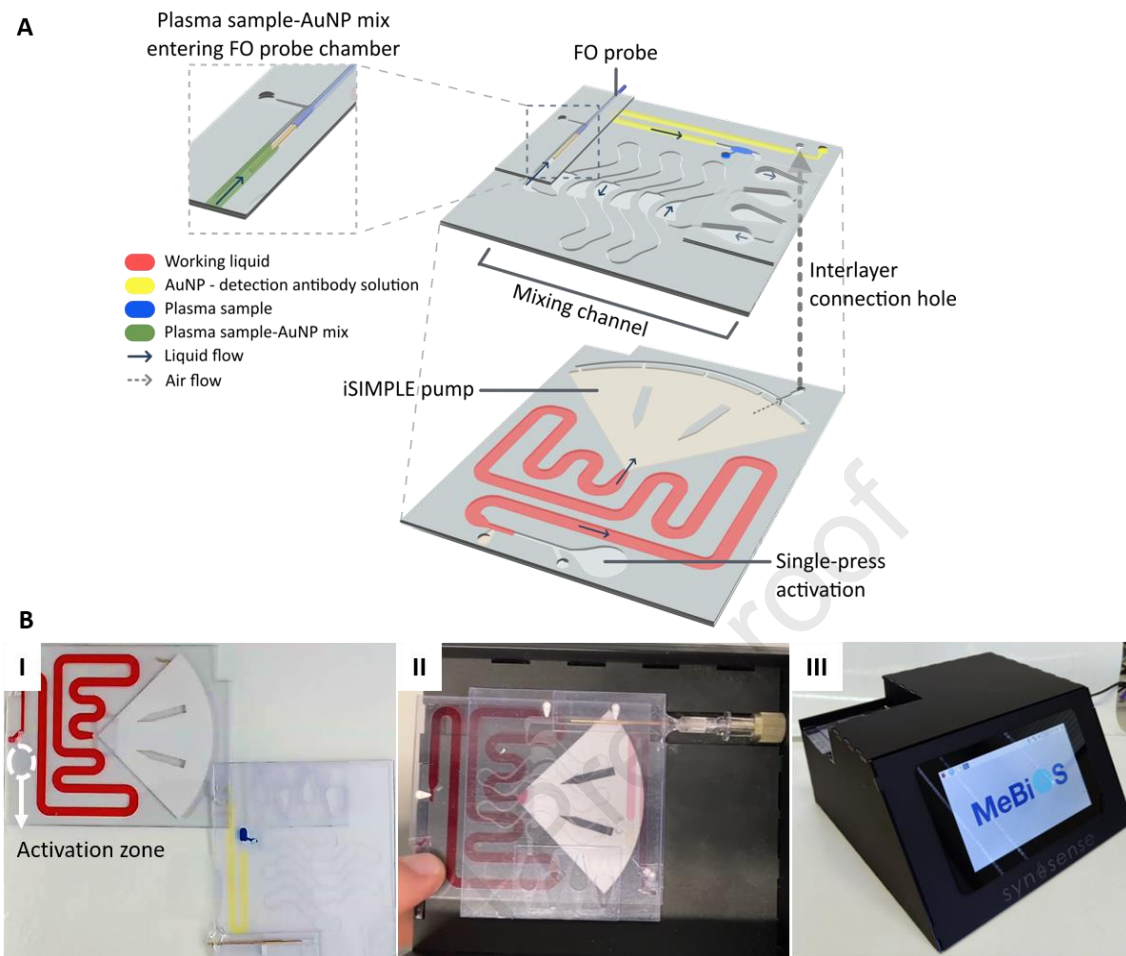 A
Plasma sample-AuNP mix
entering FO probe chamber
FO probe
Working liquid
AuNP - detection antibody solution
Plasma sample
Plasma sample-AuNP mix
Liquid flow
Air flow
Mixing channel
Interlayer
connection hole
iSIMPLE pump
Single-press
activation
B
I
Activation zone
II
III
MeBiOS
synêsense